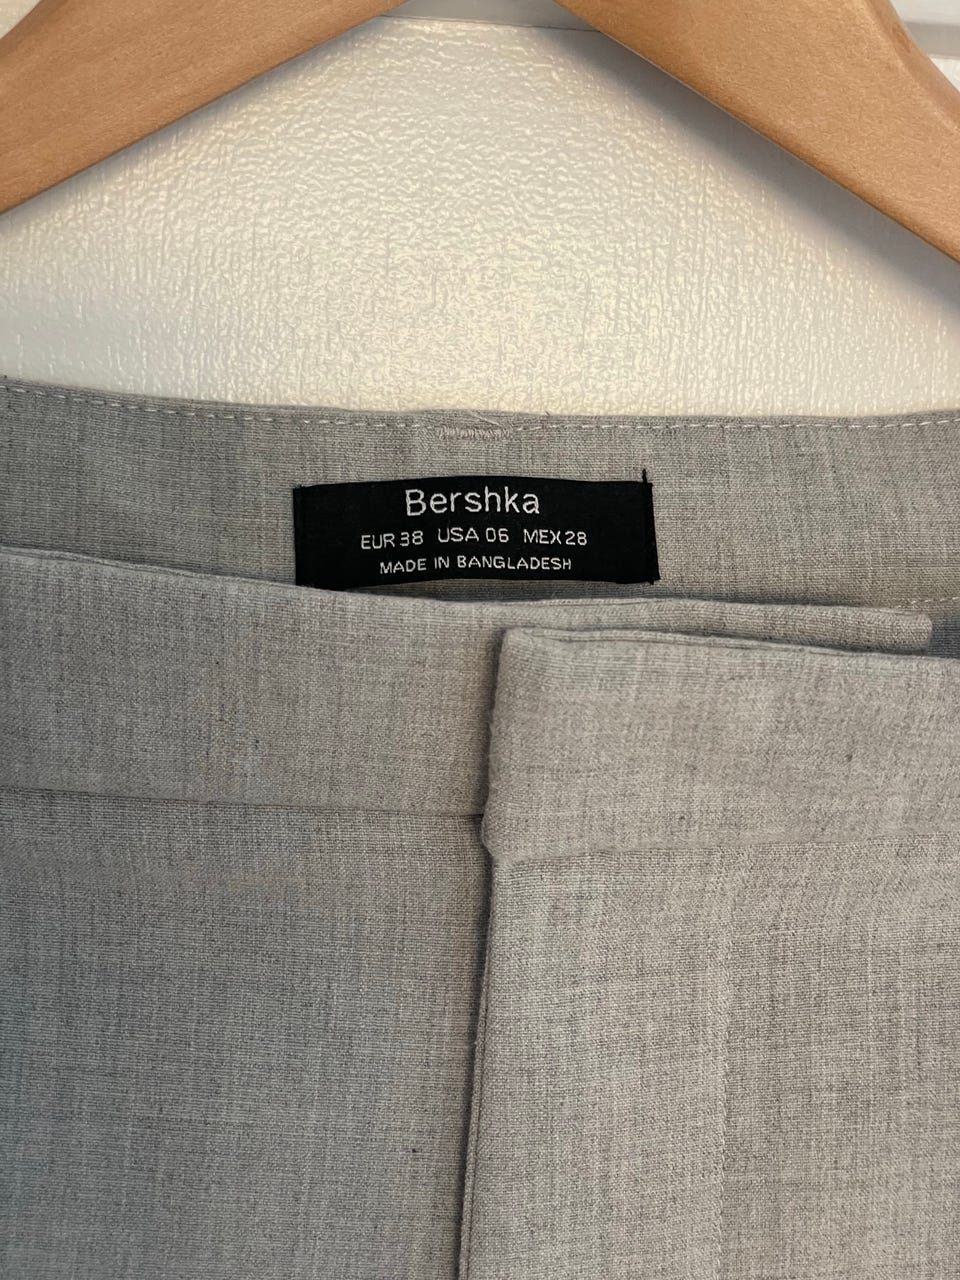 Bershka
EUR 38 USA 06 MEX 28
MADE IN BANGLADESH